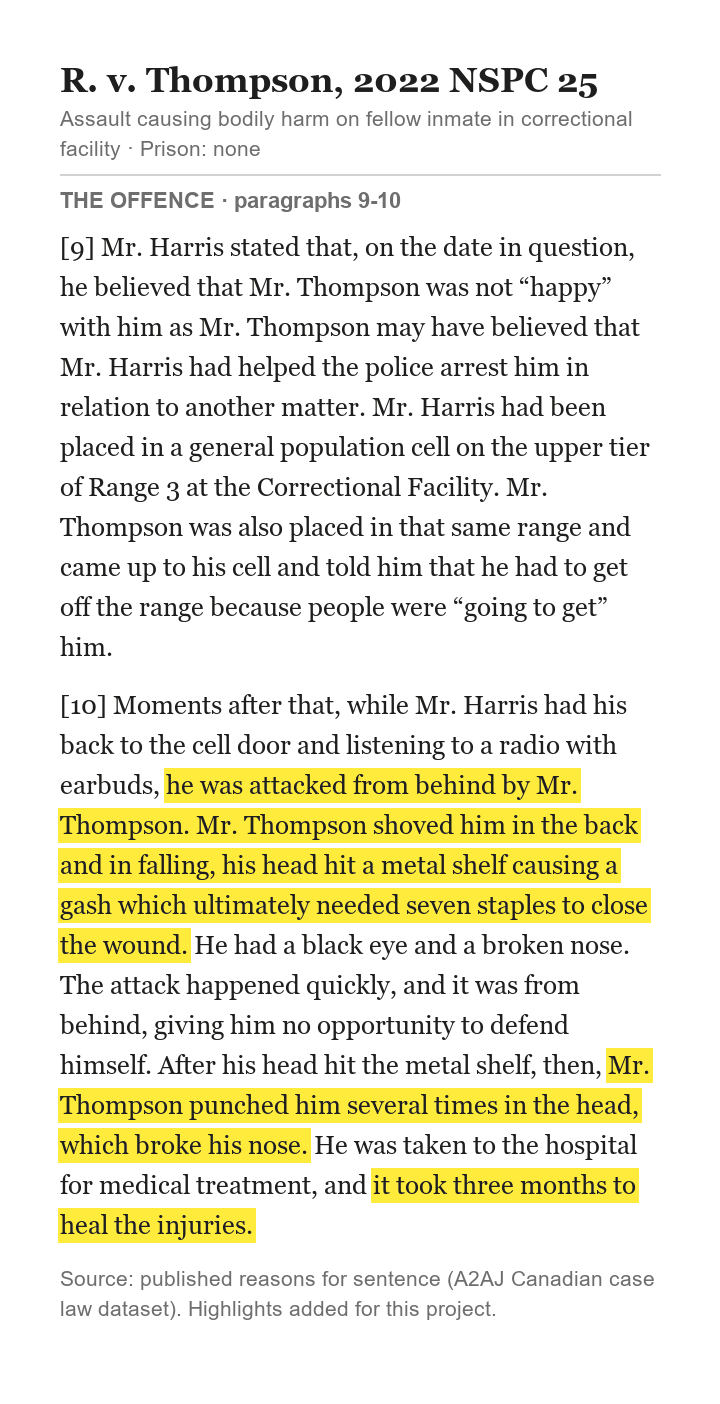 R. v. Thompson, 2022 NSPC 25
Assault causing bodily harm on fellow inmate in correctional
facility · Prison: none
THE OFFENCE · paragraphs 9-10
[9] Mr. Harris stated that, on the date in question,
he believed that Mr. Thompson was not “happy”
with him as Mr. Thompson may have believed that
Mr. Harris had helped the police arrest him in
relation to another matter. Mr. Harris had been
placed in a general population cell on the upper tier
of Range 3 at the Correctional Facility. Mr.
Thompson was also placed in that same range and
came up to his cell and told him that he had to get
off the range because people were “going to get”
him.
[10] Moments after that, while Mr. Harris had his
back to the cell door and listening to a radio with
earbuds, he was attacked from behind by Mr.
Thompson. Mr. Thompson shoved him in the back
and in falling, his head hit a metal shelf causing a
gash which ultimately needed seven staples to close
the wound. He had a black eye and a broken nose.
The attack happened quickly, and it was from
behind, giving him no opportunity to defend
himself. After his head hit the metal shelf, then, Mr.
Thompson punched him several times in the head,
which broke his nose. He was taken to the hospital
for medical treatment, and it took three months to
heal the injuries.
Source: published reasons for sentence (A2AJ Canadian case
law dataset). Highlights added for this project.